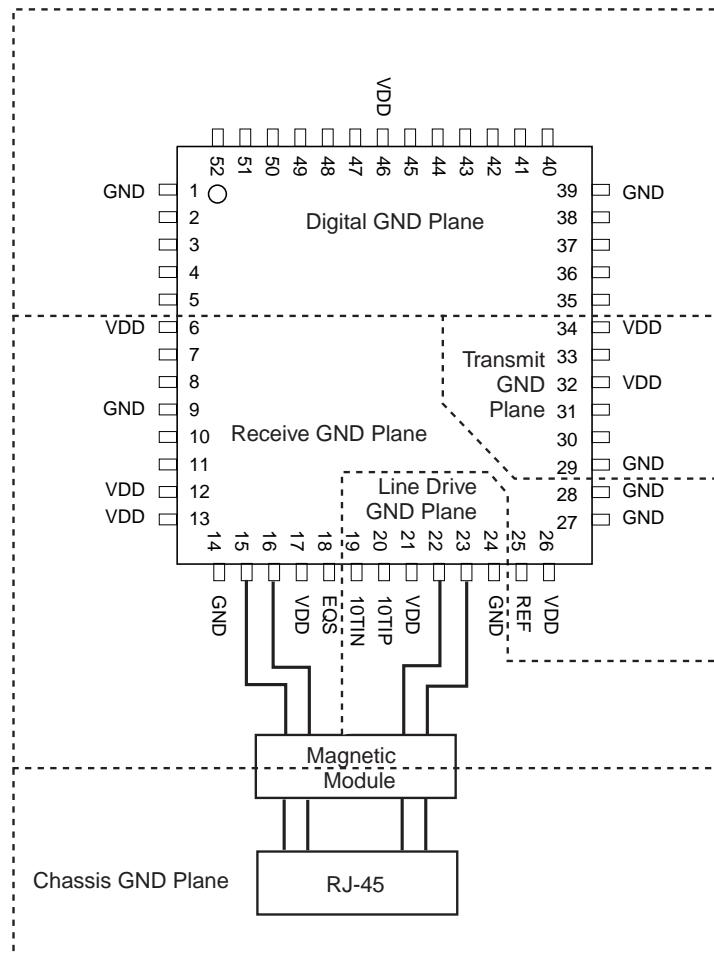 VDD
52 51 50 49 48 47 46 45 44 43 42 41 40
GND 1 39 GND
2 Digital GND Plane 38
3 37
4 36
5 35
VDD 6 34 VDD
7 33
8 32 VDD
Transmit
GND
Plane
GND 9 31
10 Receive GND Plane 30
11 29 GND
VDD 12 28 GND
VDD 13 27 GND
Line Drive
GND Plane
14 15 16 17 18 19 20 21 22 23 24 25 26
GND VDD EQS 10TIN 10TIP VDD GND REF VDD
Magnetic
Module
Chassis GND Plane RJ-45